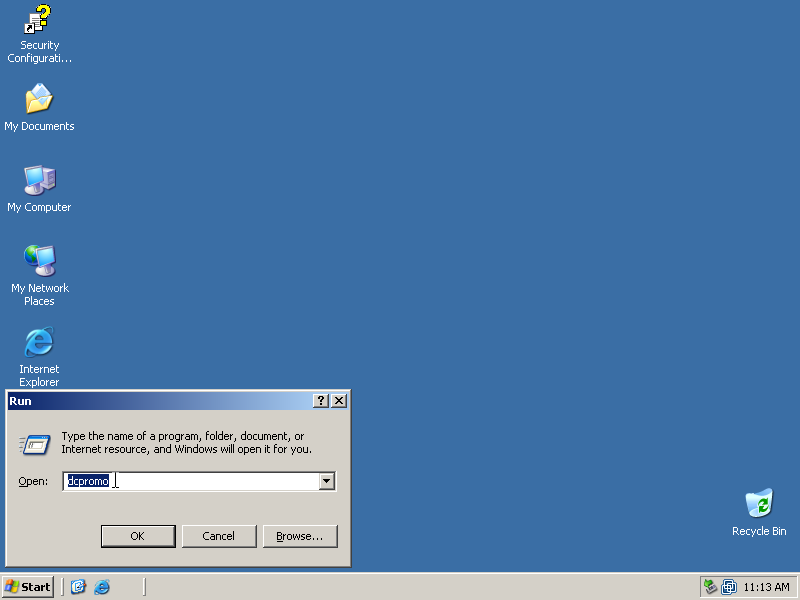 Security
Configurati...
My Documents
My Computer
My Network
Places
Internet
Explorer
Run
Type the name of a program, folder, document, or
Internet resource, and Windows will open it for you.
Open:
dcpromo
OK
Cancel
Browse...
Recycle Bin
Start
11:13 AM